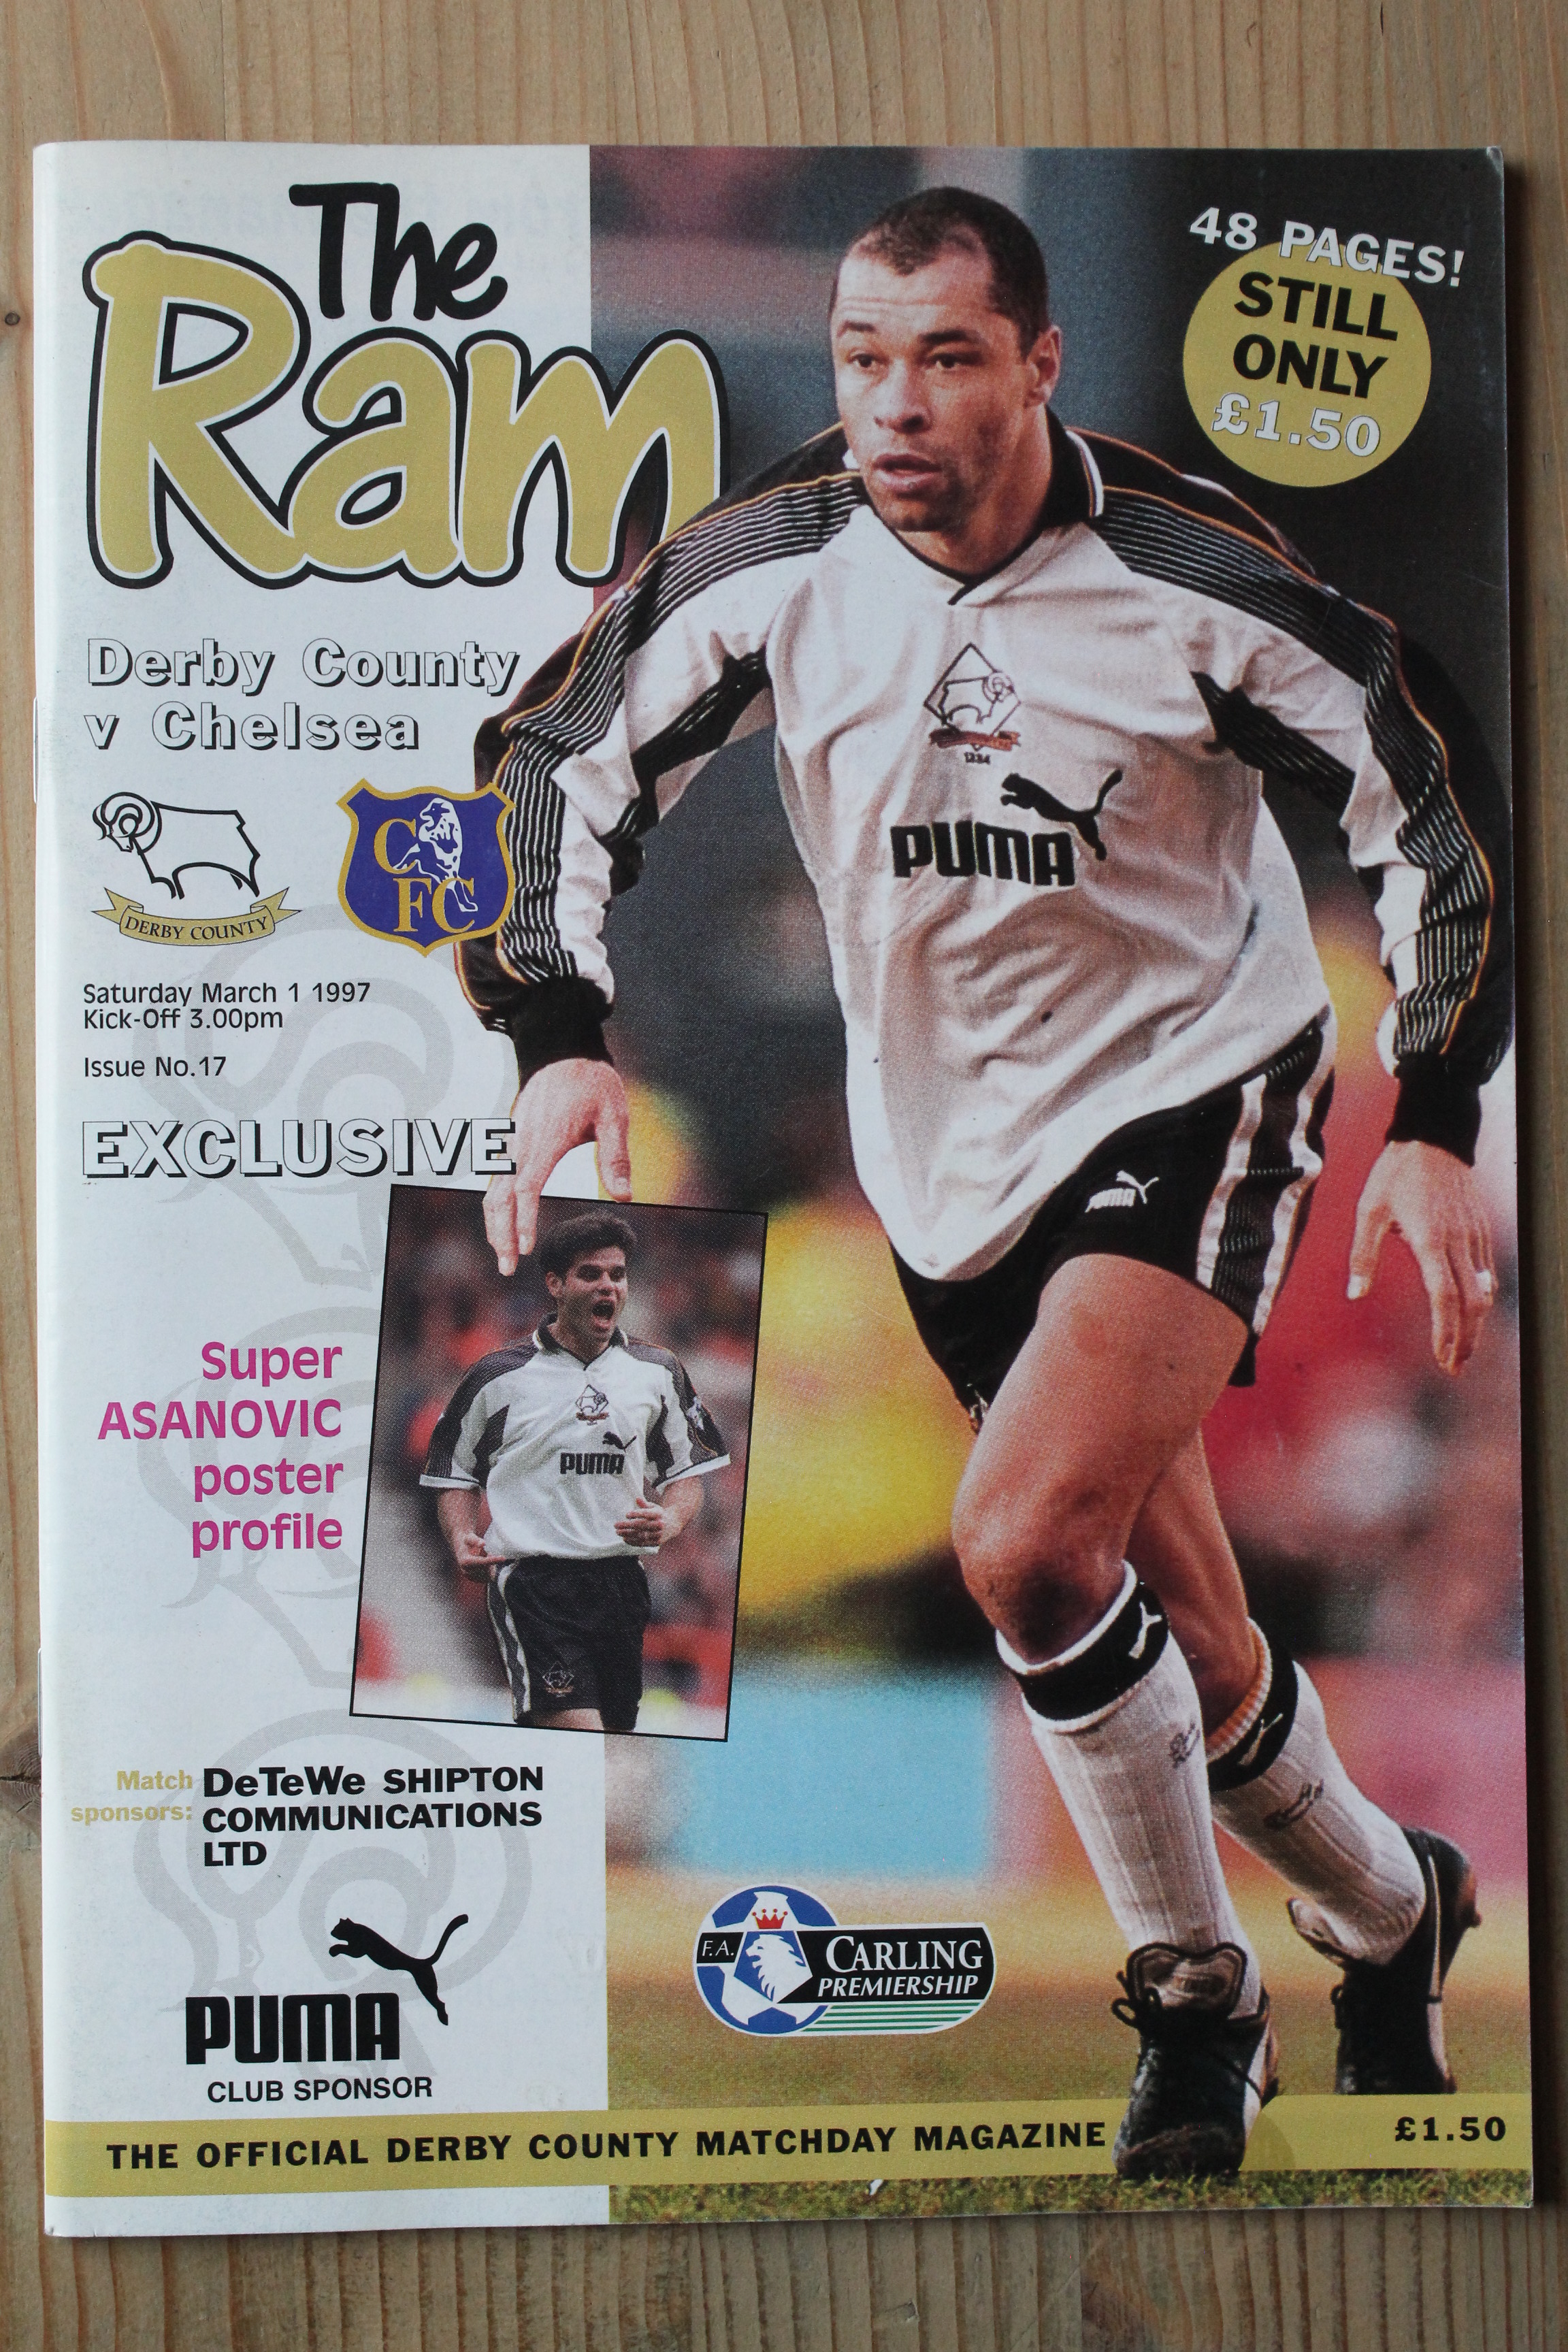 The
Ram
48 PAGES!
STILL
ONLY
£1.50
Derby County
v Chelsea
DERBY COUNTY
C
FC
Saturday March 1 1997
Kick-Off 3.00pm
Issue No.17
EXCLUSIVE
1884
PUMA
PUMA
Super
ASANOVIC
poster
profile
PUMA
Match
sponsors:
DeTeWe SHIPTON
COMMUNICATIONS
LTD
PUMA
CLUB SPONSOR
F.A.
CARLING
PREMIERSHIP
THE OFFICIAL DERBY COUNTY MATCHDAY MAGAZINE
£1.50